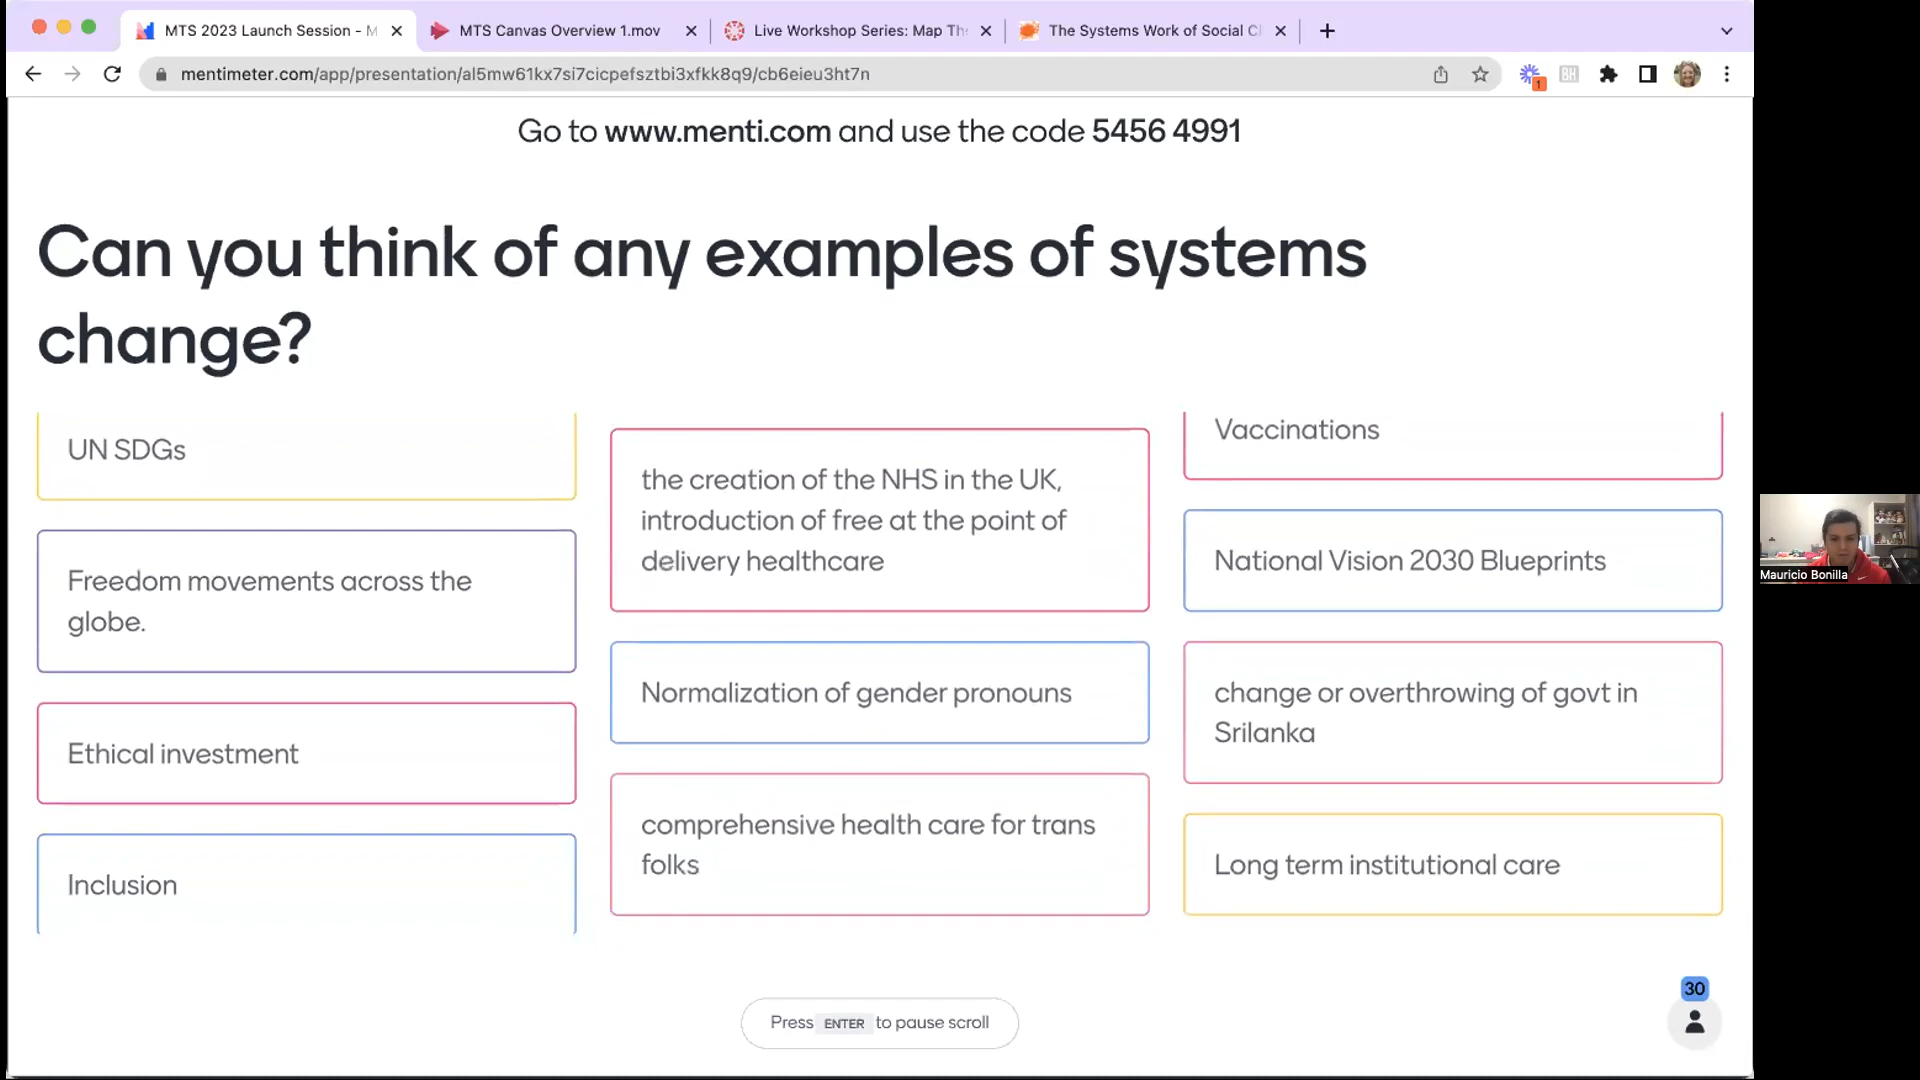 MTS 2023 Launch Session - M
MTS Canvas Overview 1.mov
Live Workshop Series: Map Th
The Systems Work of Social C
mentimeter.com/app/presentation/al5mw61kx7si7cicpefsztbi3xfkk8q9/cb6eieu3ht7n
BH
1
Go to www.menti.com and use the code 5456 4991
Can you think of any examples of systems
change?
UN SDGs
Freedom movements across the
globe.
Ethical investment
Inclusion
the creation of the NHS in the UK,
introduction of free at the point of
delivery healthcare
Normalization of gender pronouns
comprehensive health care for trans
folks
Vaccinations
National Vision 2030 Blueprints
change or overthrowing of govt in
Srilanka
Long term institutional care
Mauricio Bonilla
Press ENTER to pause scroll
30